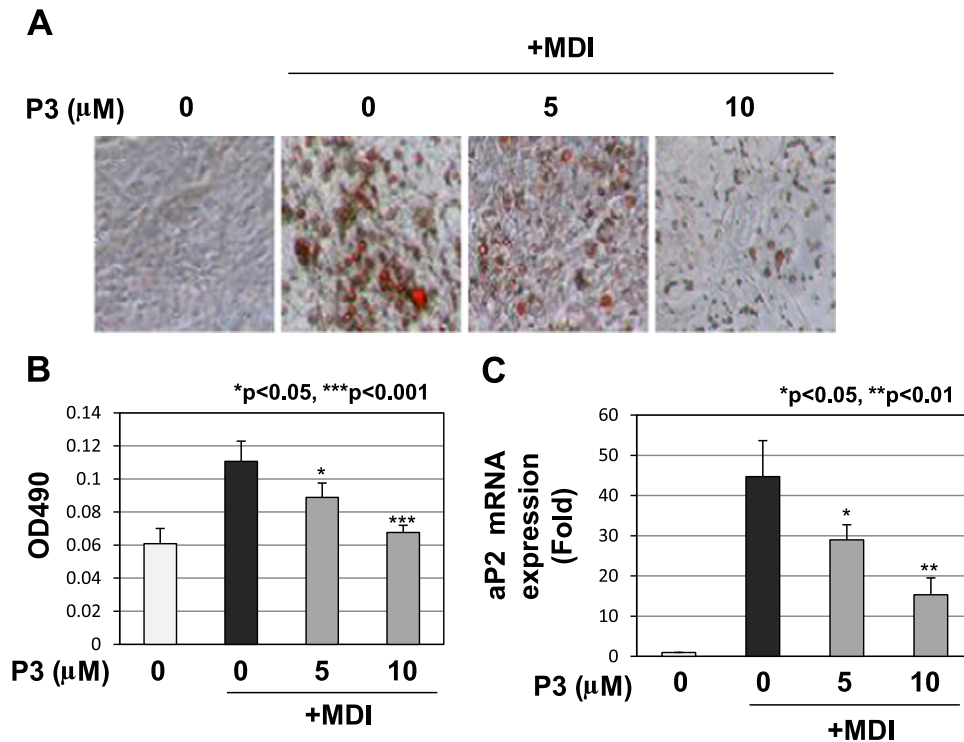 A
+MDI
P3 (μM) 0 0 5 10
B
*p<0.05, ***p<0.001
0.14
0.12
0.1
0.08
0.06
0.04
0.02
0
OD490
*
***
P3 (μM) 0 0 5 10
+MDI
C
*p<0.05, **p<0.01
60
50
40
30
20
10
0
aP2 mRNA
expression
(Fold)
*
**
P3 (μM) 0 0 5 10
+MDI